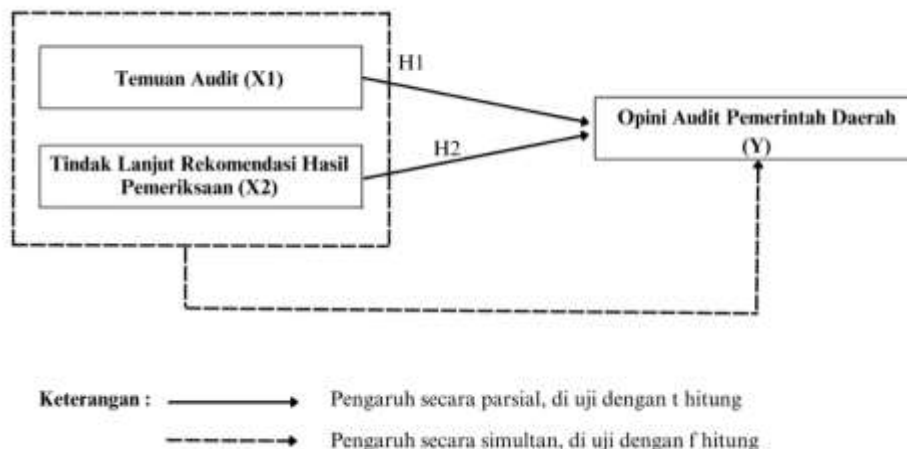 Temuan Audit (X1)
H1
Opini Audit Pemerintah Daerah
(Y)
Tindak Lanjut Rekomendasi Hasil
Pemeriksaan (X2)
H2
Keterangan :
Pengaruh secara parsial, di uji dengan t hitung
Pengaruh secara simultan, di uji dengan f hitung